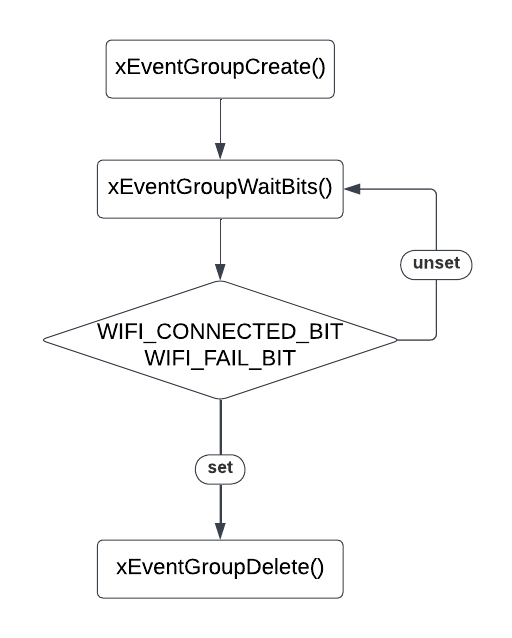 xEventGroupCreate()
xEventGroupWaitBits()
unset
WIFI_CONNECTED_BIT
WIFI_FAIL_BIT
set
xEventGroupDelete()